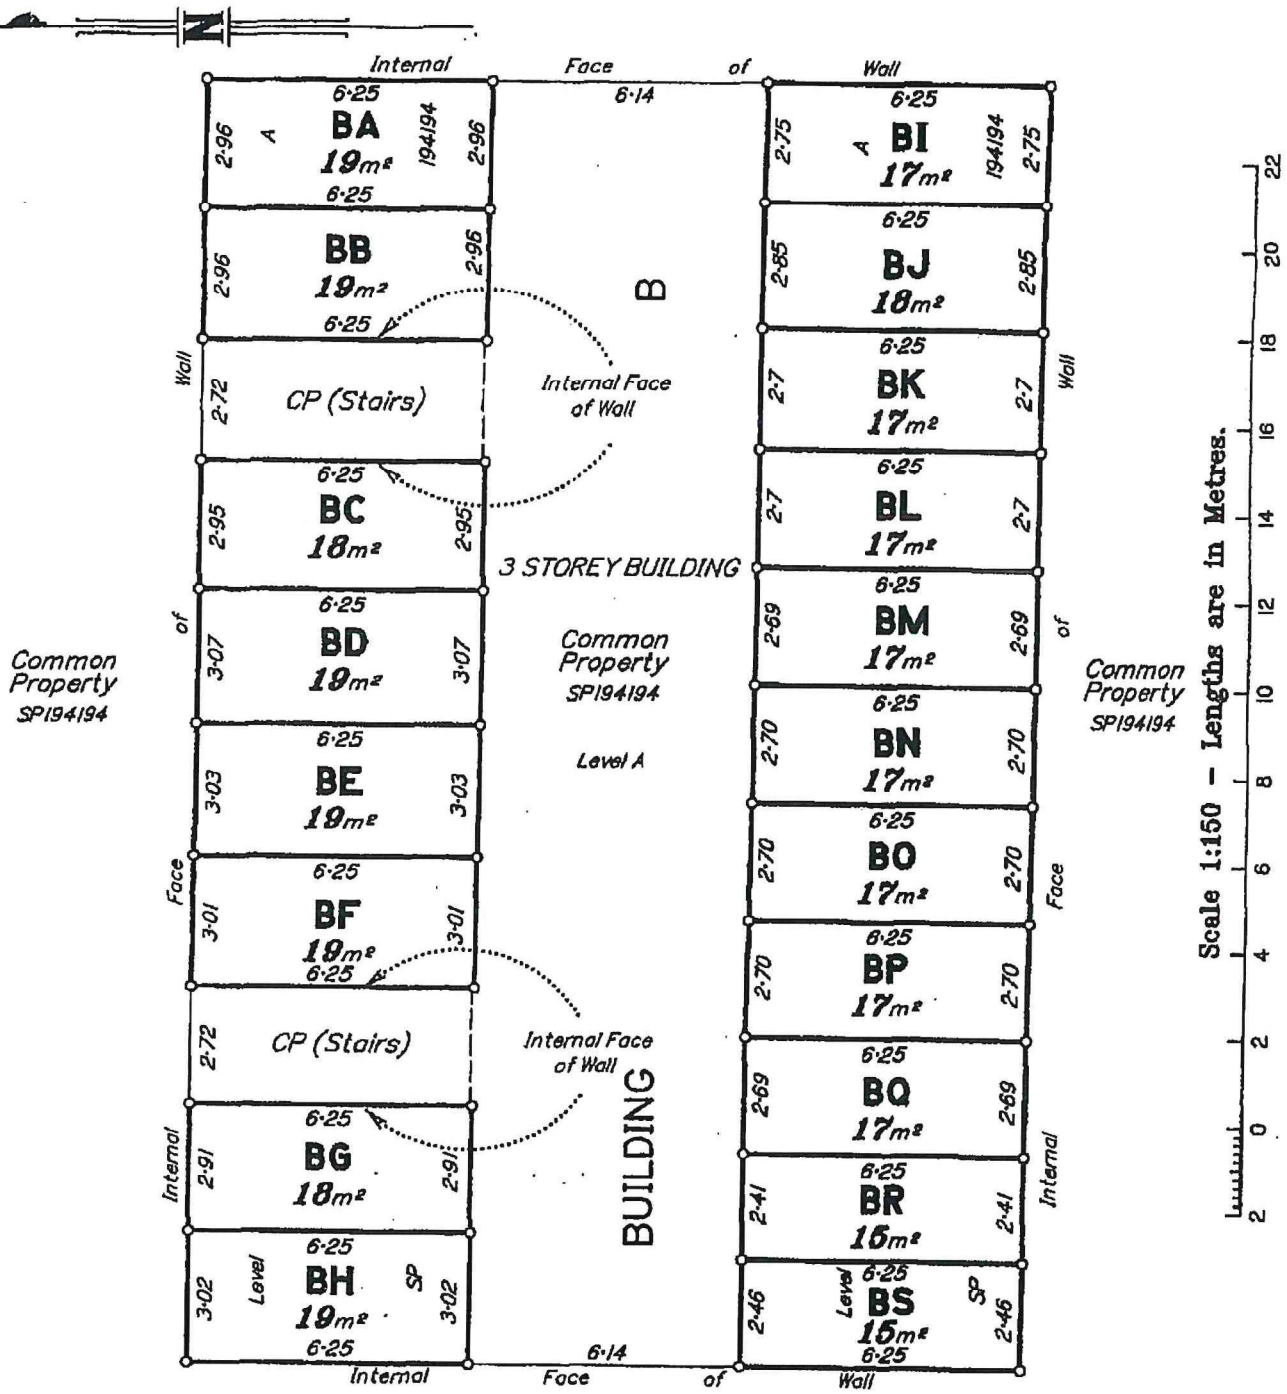 N
Internal Face of Wall
6·25
2·96
A
BA
194194
2·96
19m²
6·25
2·96
BB
2·96
19m²
6·25
Wall
2·72
CP (Stairs)
6·25
2·95
BC
2·95
18m²
of
6·25
3·07
BD
3·07
19m²
Common
Property
SP194194
6·25
3·03
BE
3·03
19m²
Face
6·25
3·01
BF
3·01
19m²
6·25
2·72
CP (Stairs)
Internal
6·25
2·91
BG
2·91
18m²
6·25
3·02
Level
BH
SP
3·02
19m²
6·25
6·14
B
Internal Face
of Wall
3 STOREY BUILDING
Common
Property
SP194194
Level A
Internal Face
of Wall
BUILDING
6·14
6·25
2·75
A
BI
194194
2·75
17m²
6·25
2·85
BJ
2·85
18m²
6·25
2·7
BK
2·7
17m²
Wall
6·25
2·7
BL
2·7
17m²
6·25
2·69
BM
2·69
17m²
of
6·25
2·70
BN
2·70
17m²
Common
Property
SP194194
6·25
2·70
BO
2·70
17m²
Face
6·25
2·70
BP
2·70
17m²
6·25
2·69
BQ
2·69
17m²
Internal
6·25
2·41
BR
2·41
15m²
6·25
2·46
Level
BS
SP
2·46
15m²
6·25
Internal Face of Wall
Scale 1:150 – Lengths are in Metres.
2 0 2 4 6 8 10 12 14 16 18 20 22